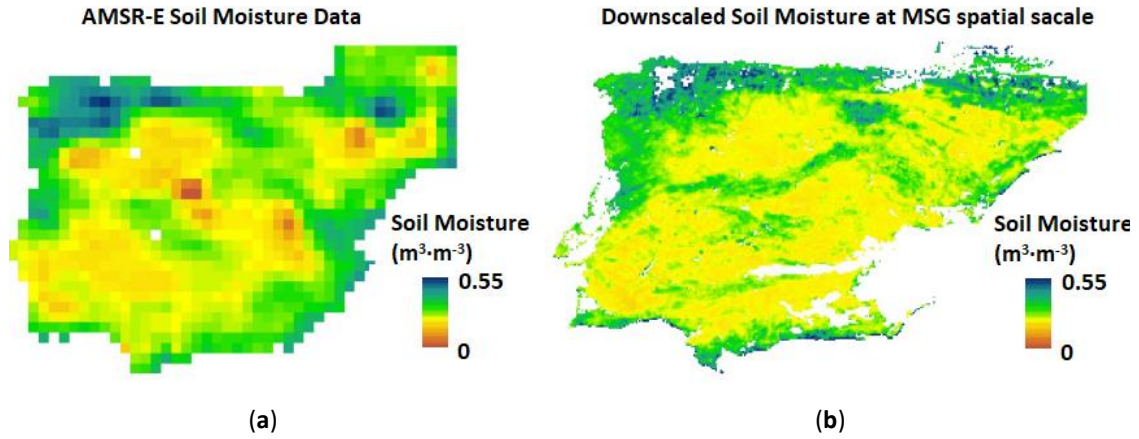 AMSR-E Soil Moisture Data
Downscaled Soil Moisture at MSG spatial sacale
Soil Moisture
(m³·m⁻³)
0.55
0
Soil Moisture
(m³·m⁻³)
0.55
0
(a)
(b)